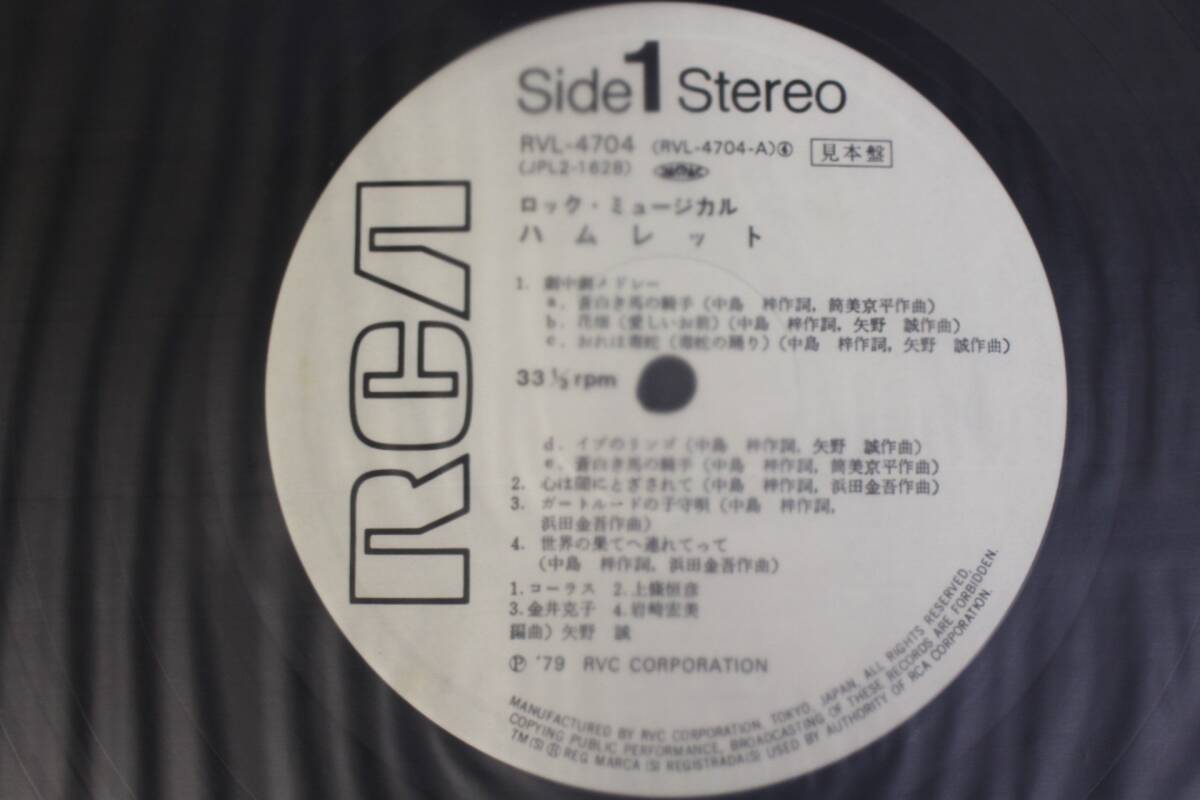 Side 1 Stereo
RVL-4704 (RVL-4704-A)④ 見本盤
(JPL2-1628)
ロック・ミュージカル
ハムレット
1. 劇中劇メドレー
a. 蒼白き馬の騎手 (中島 梓作詞, 筒美京平作曲)
b. 花畑 (愛しいお前) (中島 梓作詞, 矢野 誠作曲)
c. おれは毒蛇 (毒蛇の踊り) (中島 梓作詞, 矢野 誠作曲)
33 1/3 rpm
d. イブのリンゴ (中島 梓作詞, 矢野 誠作曲)
e. 蒼白き馬の騎手 (中島 梓作詞, 筒美京平作曲)
2. 心は闇にとざされて (中島 梓作詞, 浜田金吾作曲)
3. ガートルードの子守唄 (中島 梓作詞,
浜田金吾作曲)
4. 世界の果てへ連れてって
(中島 梓作詞, 浜田金吾作曲)
1. コーラス 2. 上條恒彦
3. 金井克子 4. 岩崎宏美
編曲) 矢野 誠
Ⓟ '79 RVC CORPORATION
MANUFACTURED BY RVC CORPORATION, TOKYO, JAPAN, ALL RIGHTS RESERVED,
COPYING PUBLIC PERFORMANCE, BROADCASTING OF THESE RECORDS ARE FORBIDDEN.
TM(S) ® REG MARCA (S) REGISTRADA(S) USED BY AUTHORITY OF RCA CORPORATION.
RCA